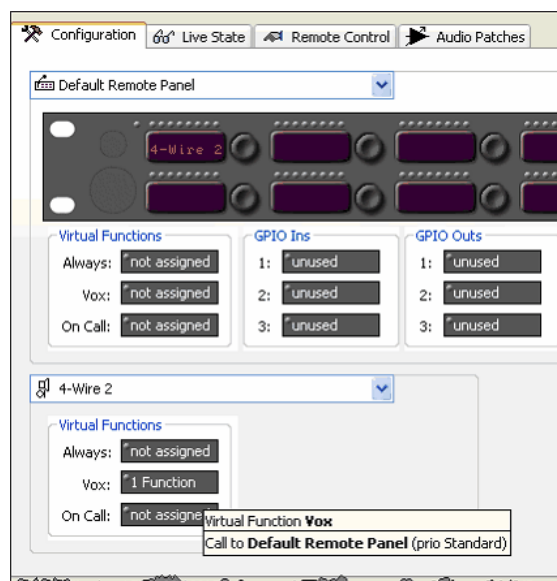 Configuration Live State Remote Control Audio Patches
Default Remote Panel
4-Wire 2
Virtual Functions GPIO Ins GPIO Outs
Always: not assigned 1: unused 1: unused
Vox: not assigned 2: unused 2: unused
On Call: not assigned 3: unused 3: unused
4-Wire 2
Virtual Functions
Always: not assigned
Vox: 1 Function
On Call: not assigne
Virtual Function Vox
Call to Default Remote Panel (prio Standard)